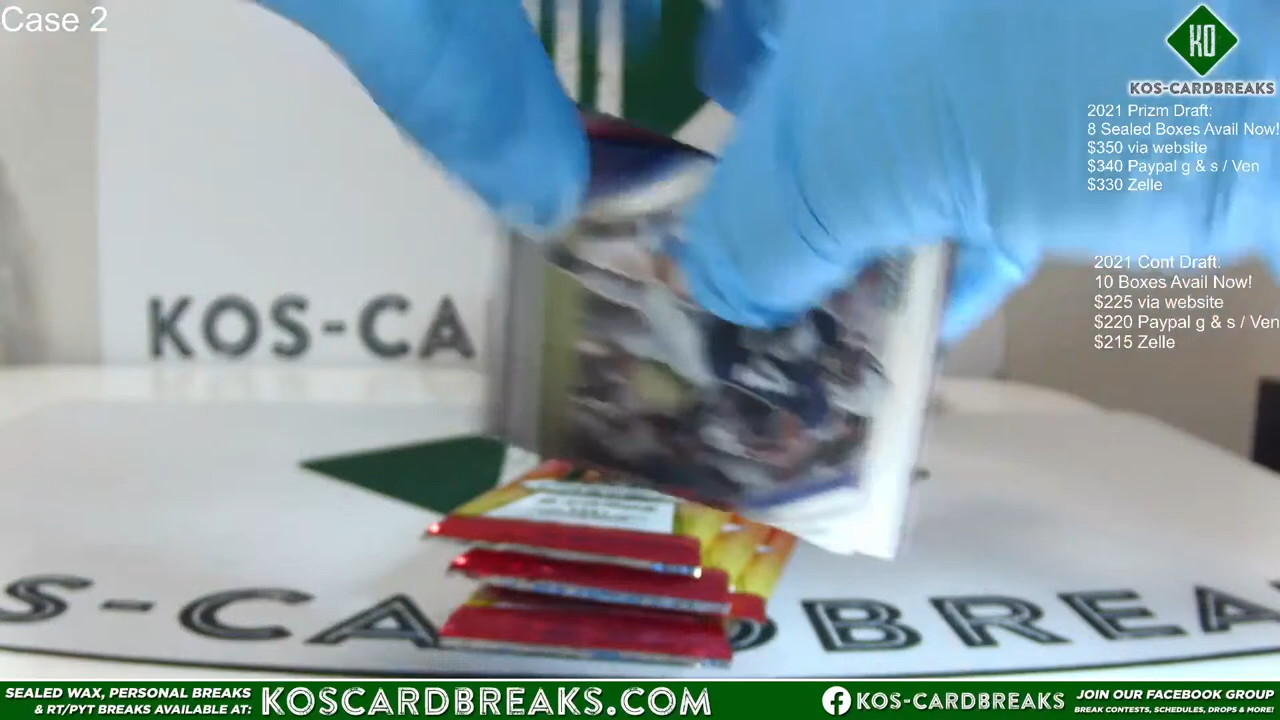 Case 2
KO
KOS-CARDBREAKS
2021 Prizm Draft:
8 Sealed Boxes Avail Now!
$350 via website
$340 Paypal g & s / Ven
$330 Zelle
2021 Cont Draft:
10 Boxes Avail Now!
$225 via website
$220 Paypal g & s / Ven
$215 Zelle
KOS-CA
S-CA DBREA
SEALED WAX, PERSONAL BREAKS
& RT/PYT BREAKS AVAILABLE AT:
KOSCARDBREAKS.COM
KOS-CARDBREAKS
JOIN OUR FACEBOOK GROUP
BREAK CONTESTS, SCHEDULES, DROPS & MORE!